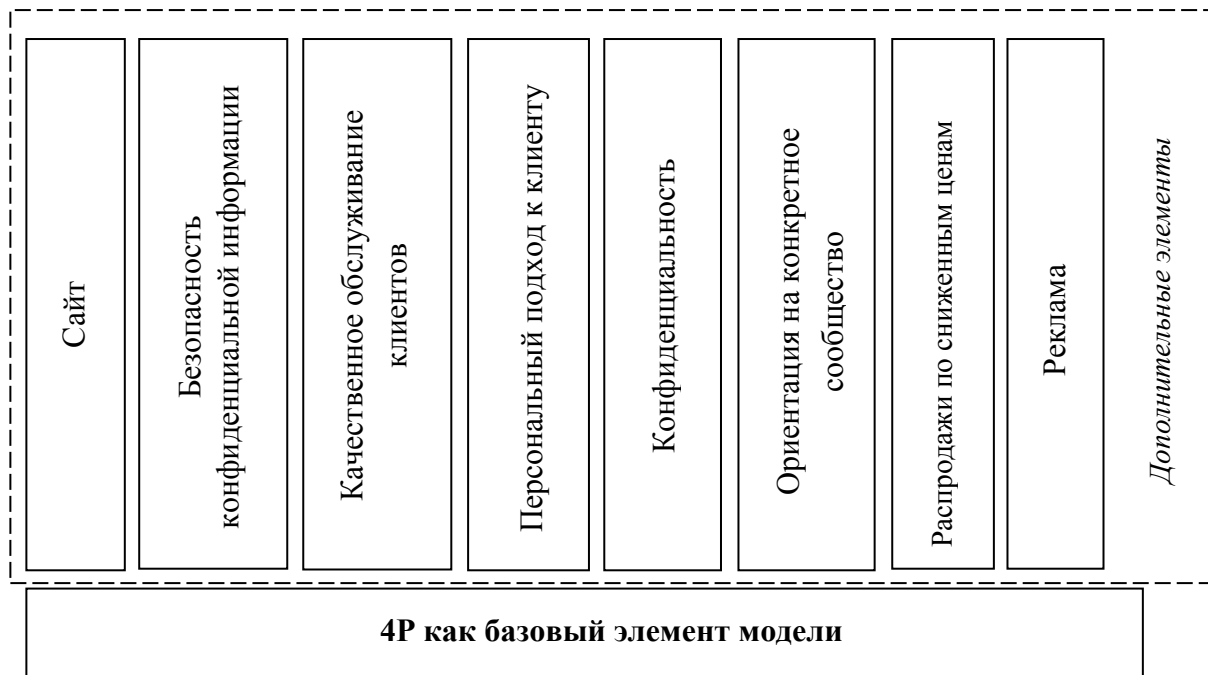 Сайт
Безопасность
конфиденциальной информации
Качественное обслуживание
клиентов
Персональный подход к клиенту
Конфиденциальность
Ориентация на конкретное
сообщество
Распродажи по сниженным ценам
Реклама
Дополнительные элементы
4P как базовый элемент модели